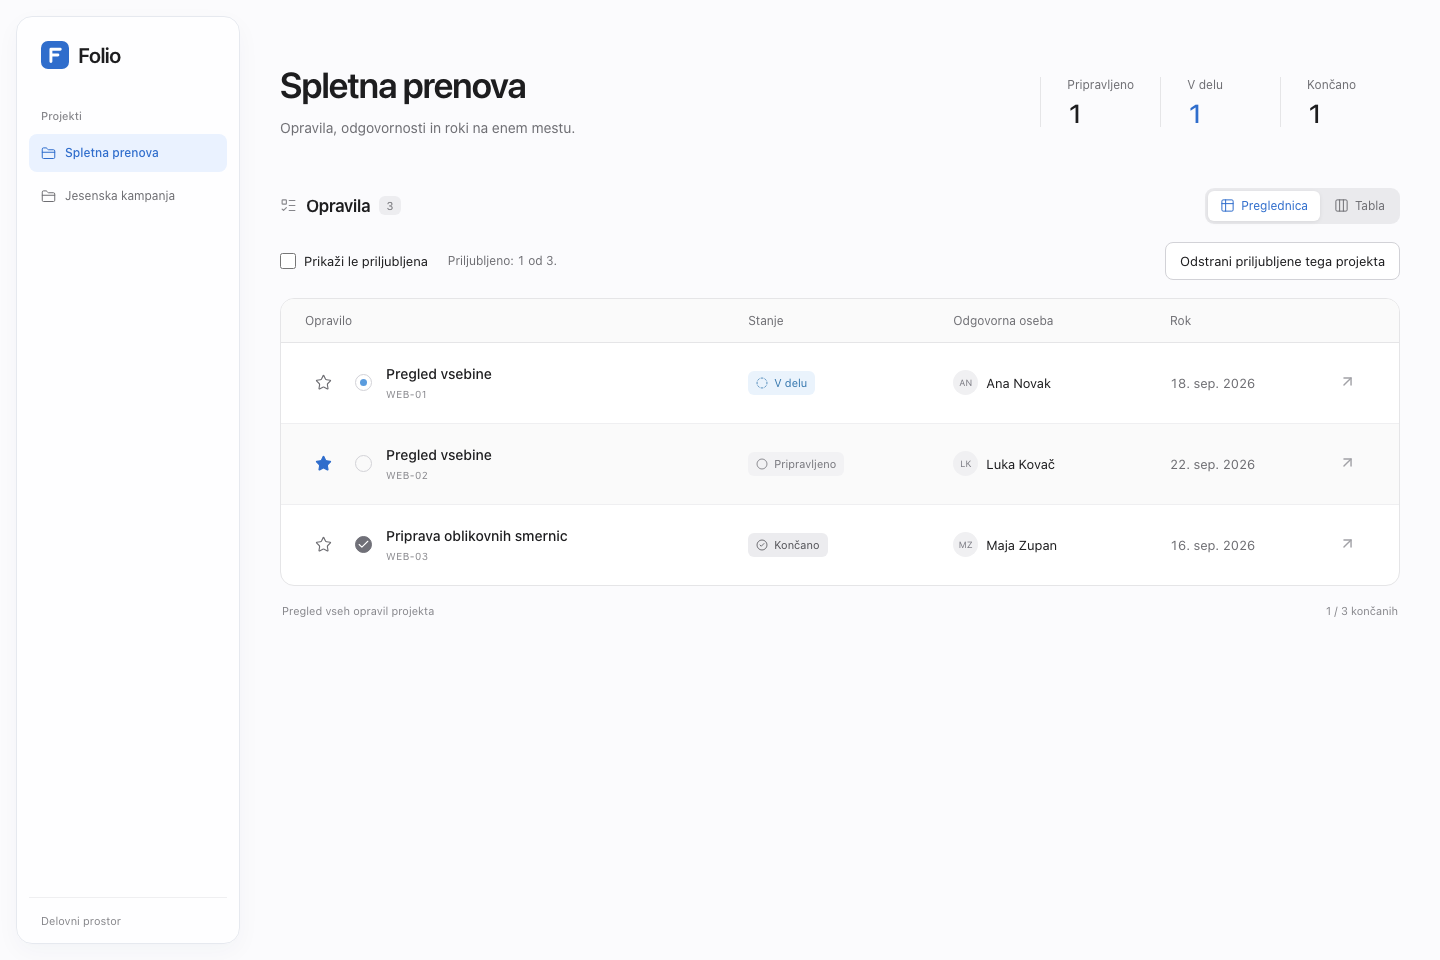 Folio
Projekti
Spletna prenova
Jesenska kampanja
Delovni prostor
Spletna prenova
Opravila, odgovornosti in roki na enem mestu.
Pripravljeno
1
V delu
1
Končano
1
Opravila 3
Preglednica
Tabla
Prikaži le priljubljena
Priljubljeno: 1 od 3.
Odstrani priljubljene tega projekta
Opravilo Stanje Odgovorna oseba Rok
Pregled vsebine
WEB-01
V delu
AN Ana Novak
18. sep. 2026
Pregled vsebine
WEB-02
Pripravljeno
LK Luka Kovač
22. sep. 2026
Priprava oblikovnih smernic
WEB-03
Končano
MZ Maja Zupan
16. sep. 2026
Pregled vseh opravil projekta
1 / 3 končanih